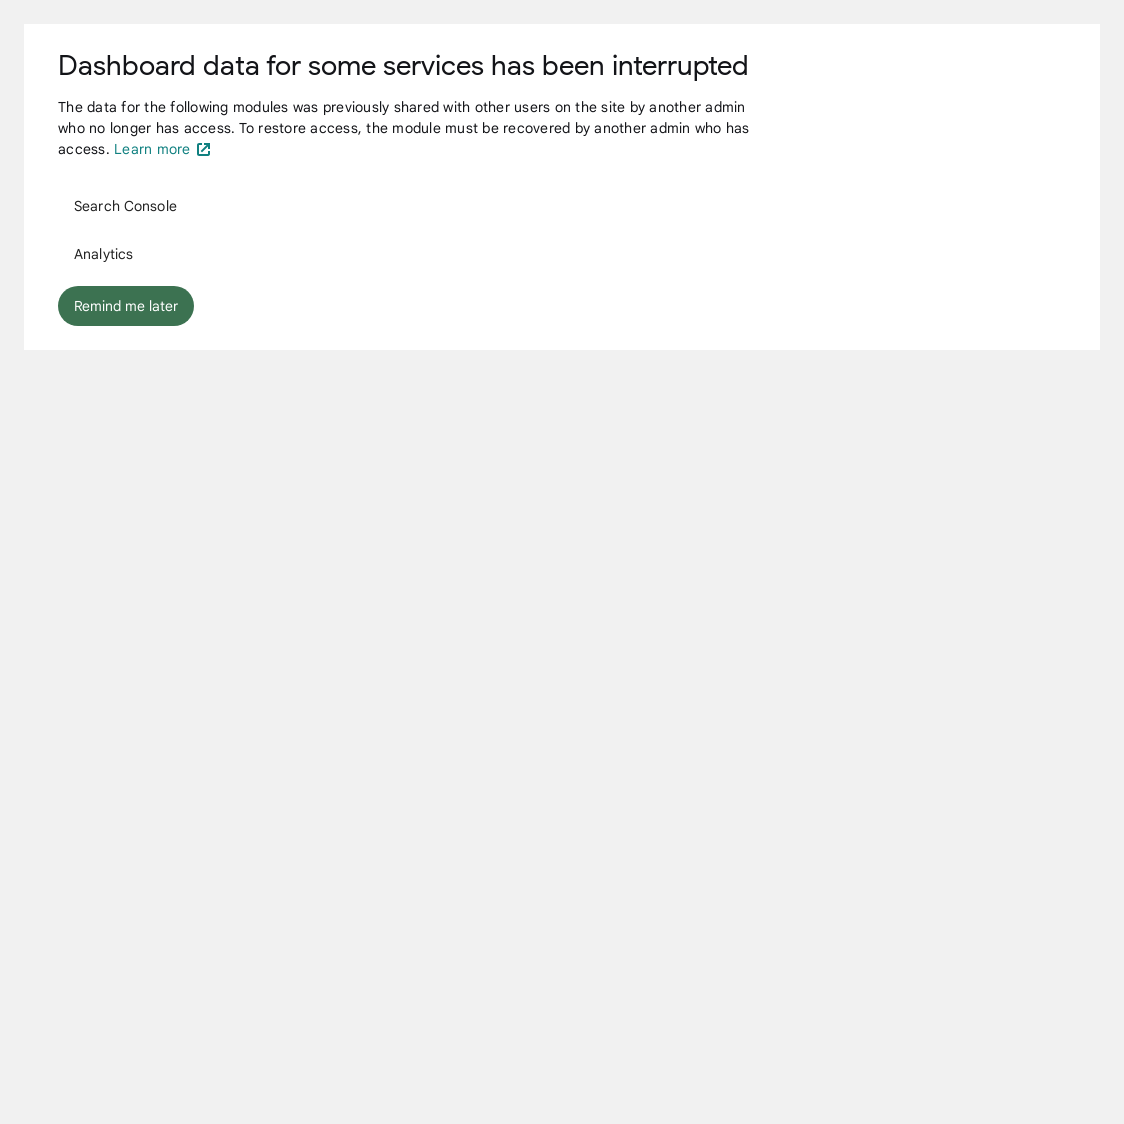 Dashboard data for some services has been interrupted
The data for the following modules was previously shared with other users on the site by another admin
who no longer has access. To restore access, the module must be recovered by another admin who has
access. Learn more
Search Console
Analytics
Remind me later